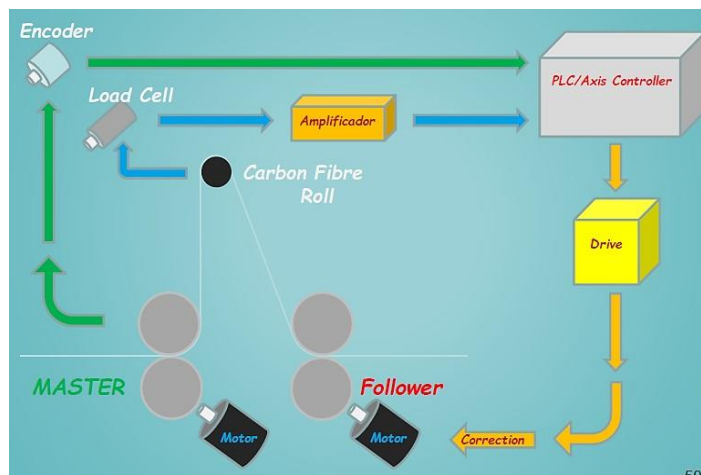 Encoder
PLC/Axis Controller
Load Cell
Amplificador
Carbon Fibre
Roll
Drive
MASTER
Follower
Motor
Motor
Correction